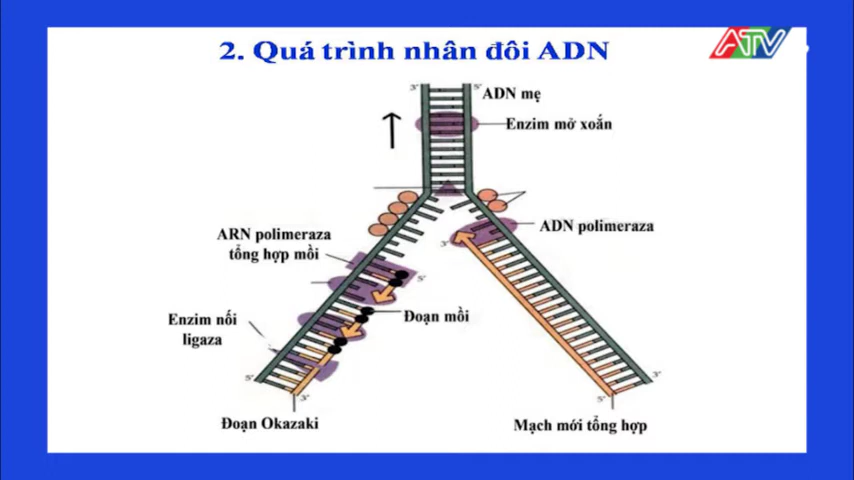 2. Quá trình nhân đôi ADN
ATV
3'
5'
ADN mẹ
Enzim mở xoắn
ARN polimeraza
tổng hợp mồi
ADN polimeraza
3'
5'
Enzim nối
ligaza
Đoạn mồi
5'
3'
3'
5'
Đoạn Okazaki
Mạch mới tổng hợp